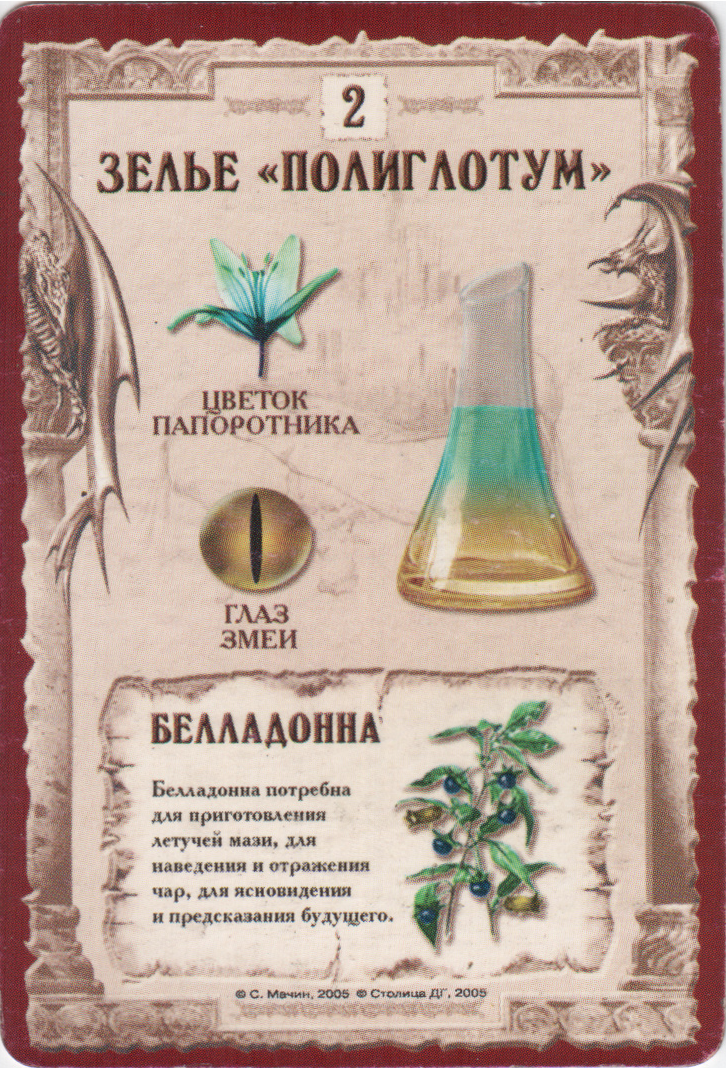 2
ЗЕЛЬЕ «ПОЛИГЛОТУМ»
ЦВЕТОК
ПАПОРОТНИКА
ГЛАЗ
ЗМЕИ
БЕЛЛАДОННА
Белладонна потребна
для приготовления
летучей мази, для
наведения и отражения
чар, для ясновидения
и предсказания будущего.
© С. Мачин, 2005 © Столица ДГ, 2005